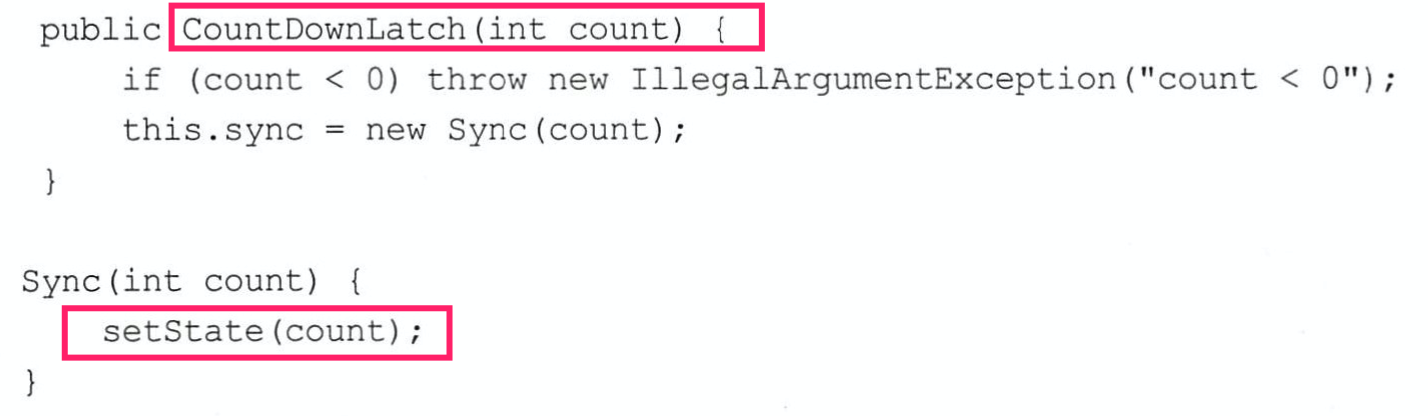 public CountDownLatch(int count) {
if (count < 0) throw new IllegalArgumentException("count < 0");
this.sync = new Sync(count);
}
Sync(int count) {
setState(count);
}